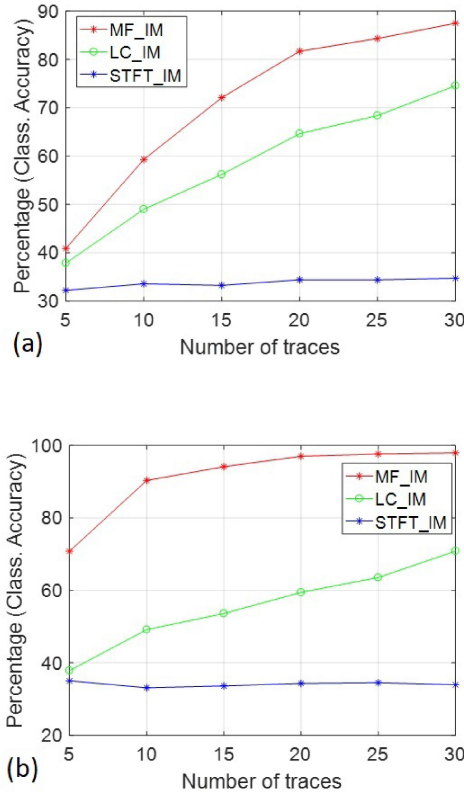 90
80
70
60
50
40
30
Percentage (Class. Accuracy)
MF_IM
LC_IM
STFT_IM
5 10 15 20 25 30
Number of traces
(a)
100
80
60
40
20
Percentage (Class. Accuracy)
MF_IM
LC_IM
STFT_IM
5 10 15 20 25 30
Number of traces
(b)